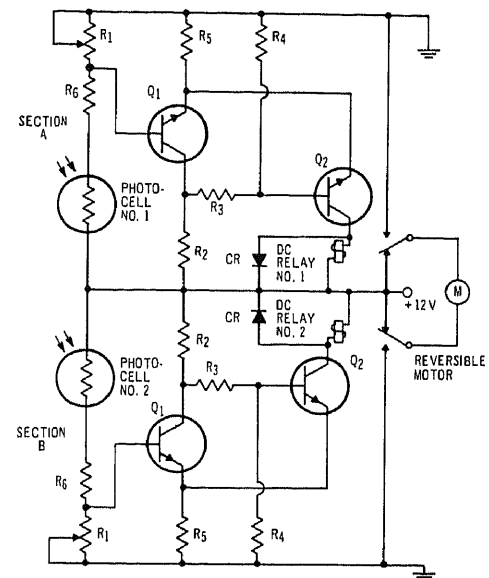 R1
R5
R4
R6
Q1
SECTION
A
Q2
PHOTO-
CELL
NO. 1
R3
R2
CR
DC
RELAY
NO. 1
+12V
M
CR
DC
RELAY
NO. 2
REVERSIBLE
MOTOR
R2
PHOTO-
CELL
NO. 2
R3
Q2
Q1
SECTION
B
R6
R1
R5
R4